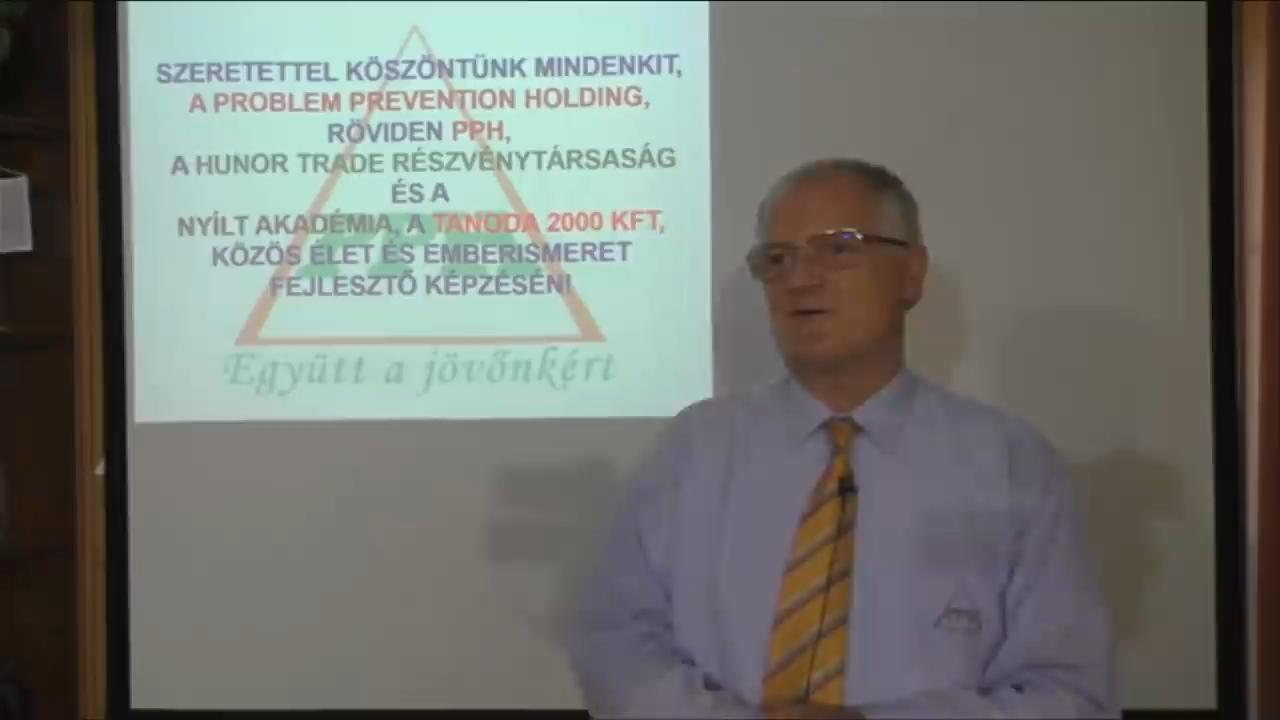 SZERETETTEL KÖSZÖNTÜNK MINDENKIT,
A PROBLEM PREVENTION HOLDING,
RÖVIDEN PPH,
A HUNOR TRADE RÉSZVÉNYTÁRSASÁG
ÉS A
NYÍLT AKADÉMIA, A TANODA 2000 KFT,
KÖZÖS ÉLET ÉS EMBERISMERET
FEJLESZTŐ KÉPZÉSÉN!
Együtt a jövőnkért